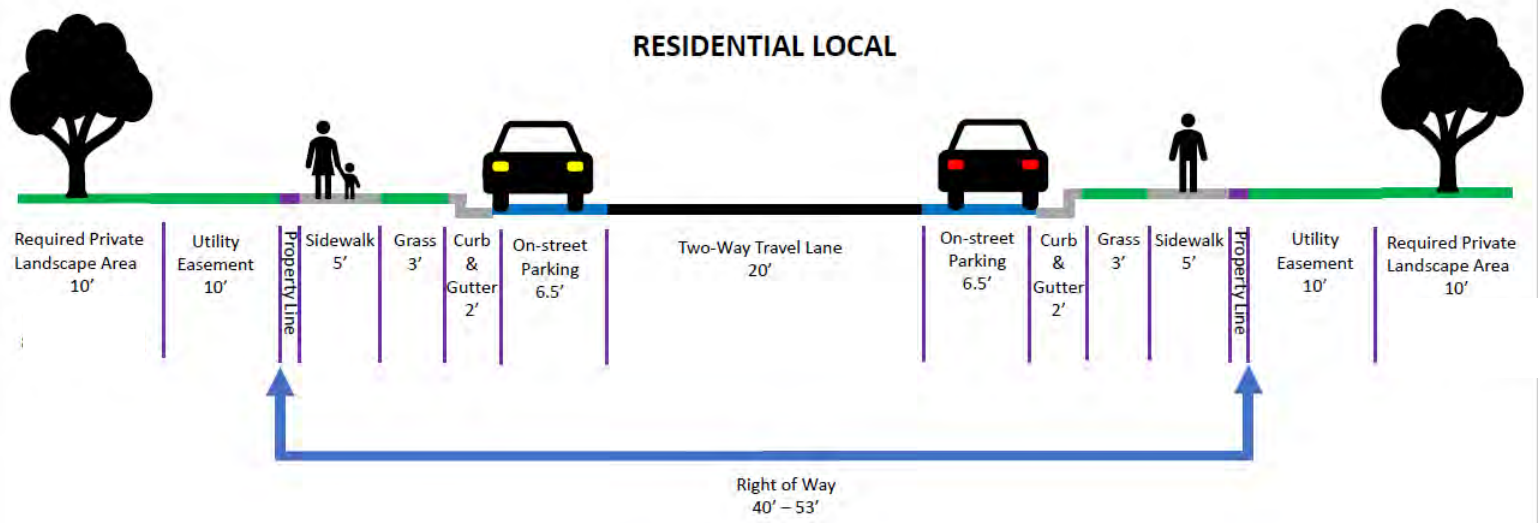 RESIDENTIAL LOCAL
Required Private
Landscape Area
10’
Utility
Easement
10’
Property Line
Sidewalk
5’
Grass
3’
Curb
&
Gutter
2’
On-street
Parking
6.5’
Two-Way Travel Lane
20’
On-street
Parking
6.5’
Curb
&
Gutter
2’
Grass
3’
Sidewalk
5’
Property Line
Utility
Easement
10’
Required Private
Landscape Area
10’
Right of Way
40’ – 53’